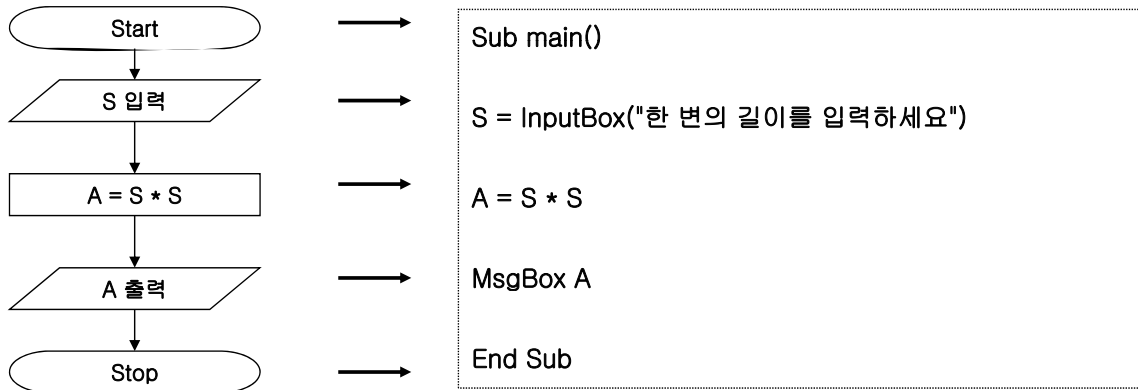 Start
Sub main()
S 입력
S = InputBox("한 변의 길이를 입력하세요")
A = S * S
A = S * S
A 출력
MsgBox A
Stop
End Sub